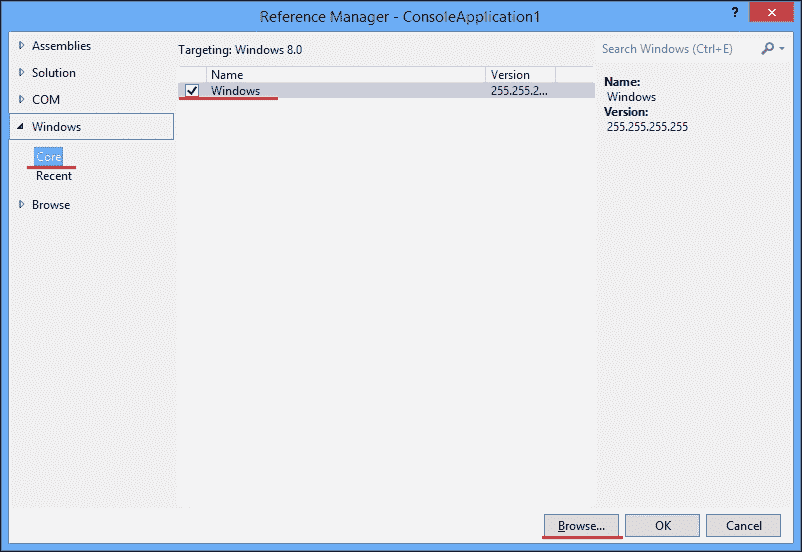 Reference Manager - ConsoleApplication1
?
Assemblies
Solution
COM
Windows
Core
Recent
Browse
Targeting: Windows 8.0
Name Version
Windows 255.255.2...
Search Windows (Ctrl+E)
Name:
Windows
Version:
255.255.255.255
Browse... OK Cancel